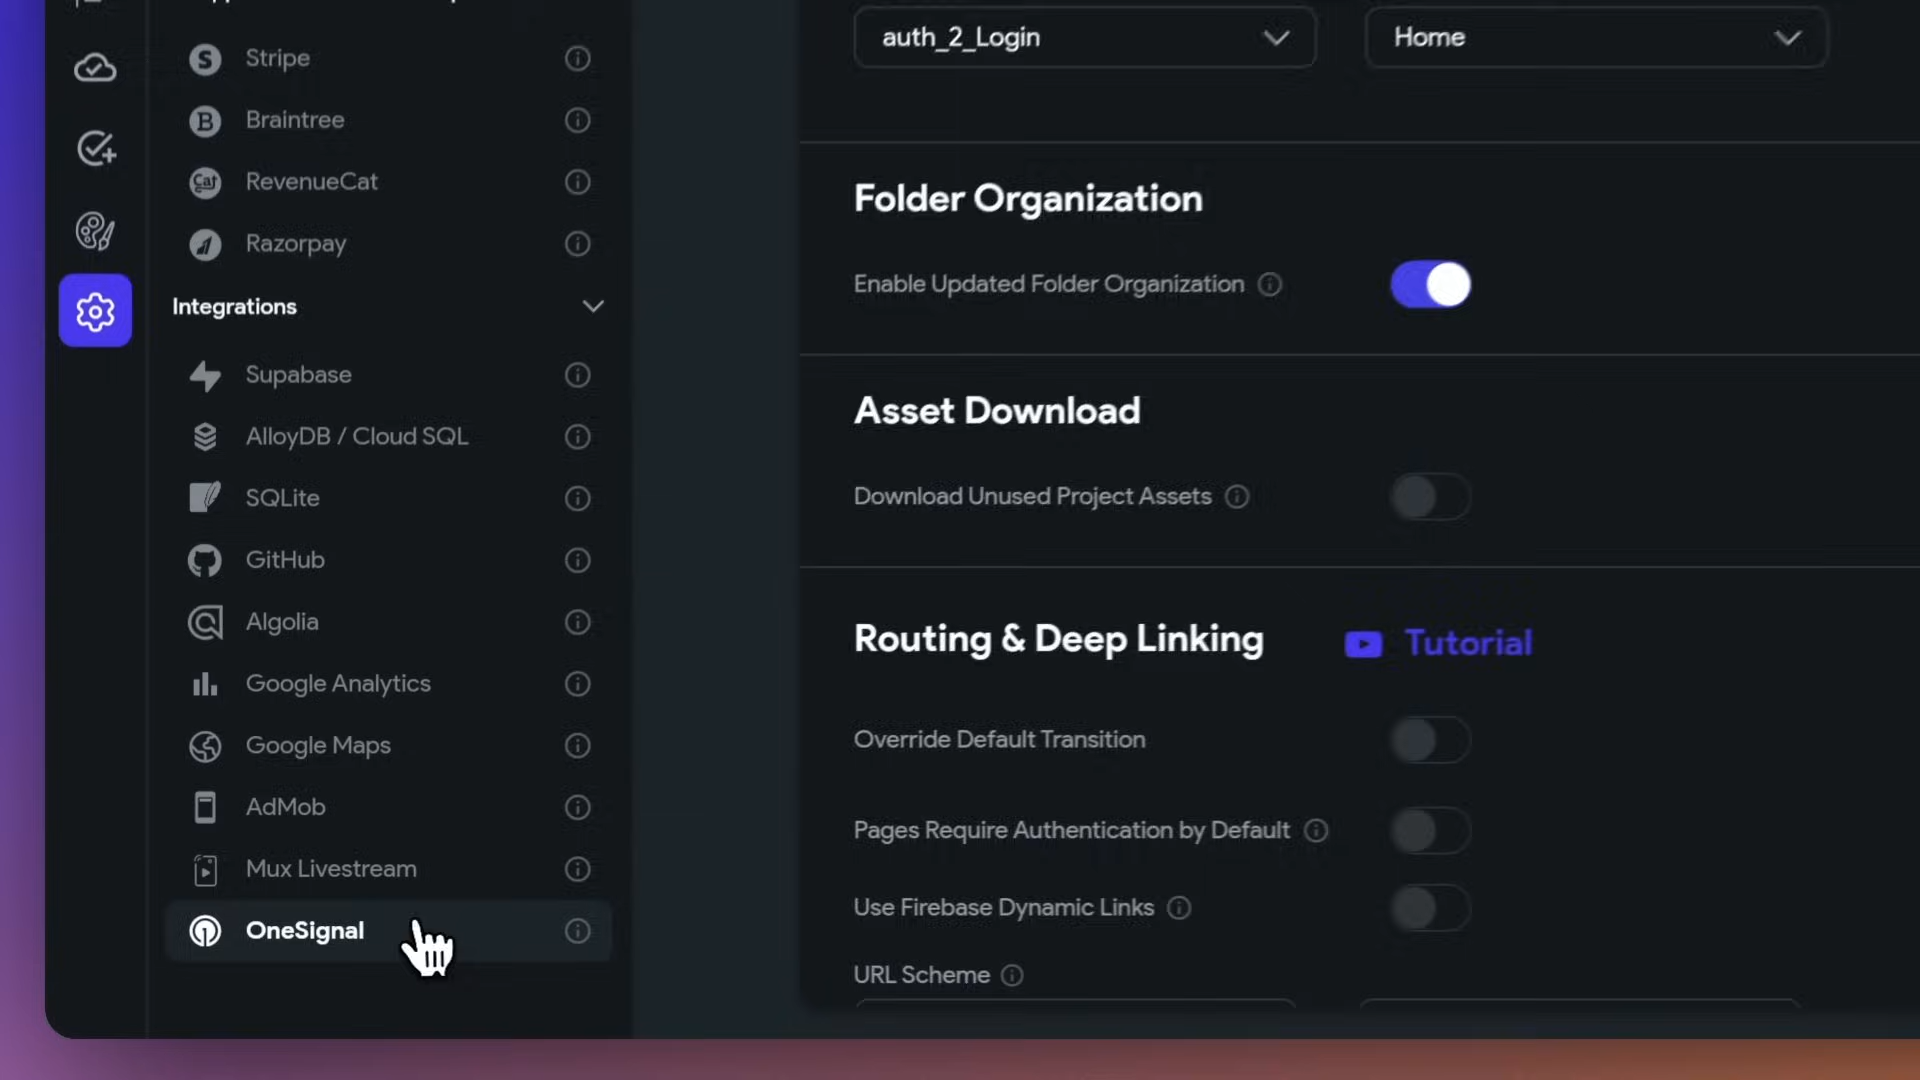 Stripe
Braintree
RevenueCat
Razorpay
Integrations
Supabase
AlloyDB / Cloud SQL
SQLite
GitHub
Algolia
Google Analytics
Google Maps
AdMob
Mux Livestream
OneSignal
auth_2_Login
Home
Folder Organization
Enable Updated Folder Organization
Asset Download
Download Unused Project Assets
Routing & Deep Linking
Tutorial
Override Default Transition
Pages Require Authentication by Default
Use Firebase Dynamic Links
URL Scheme